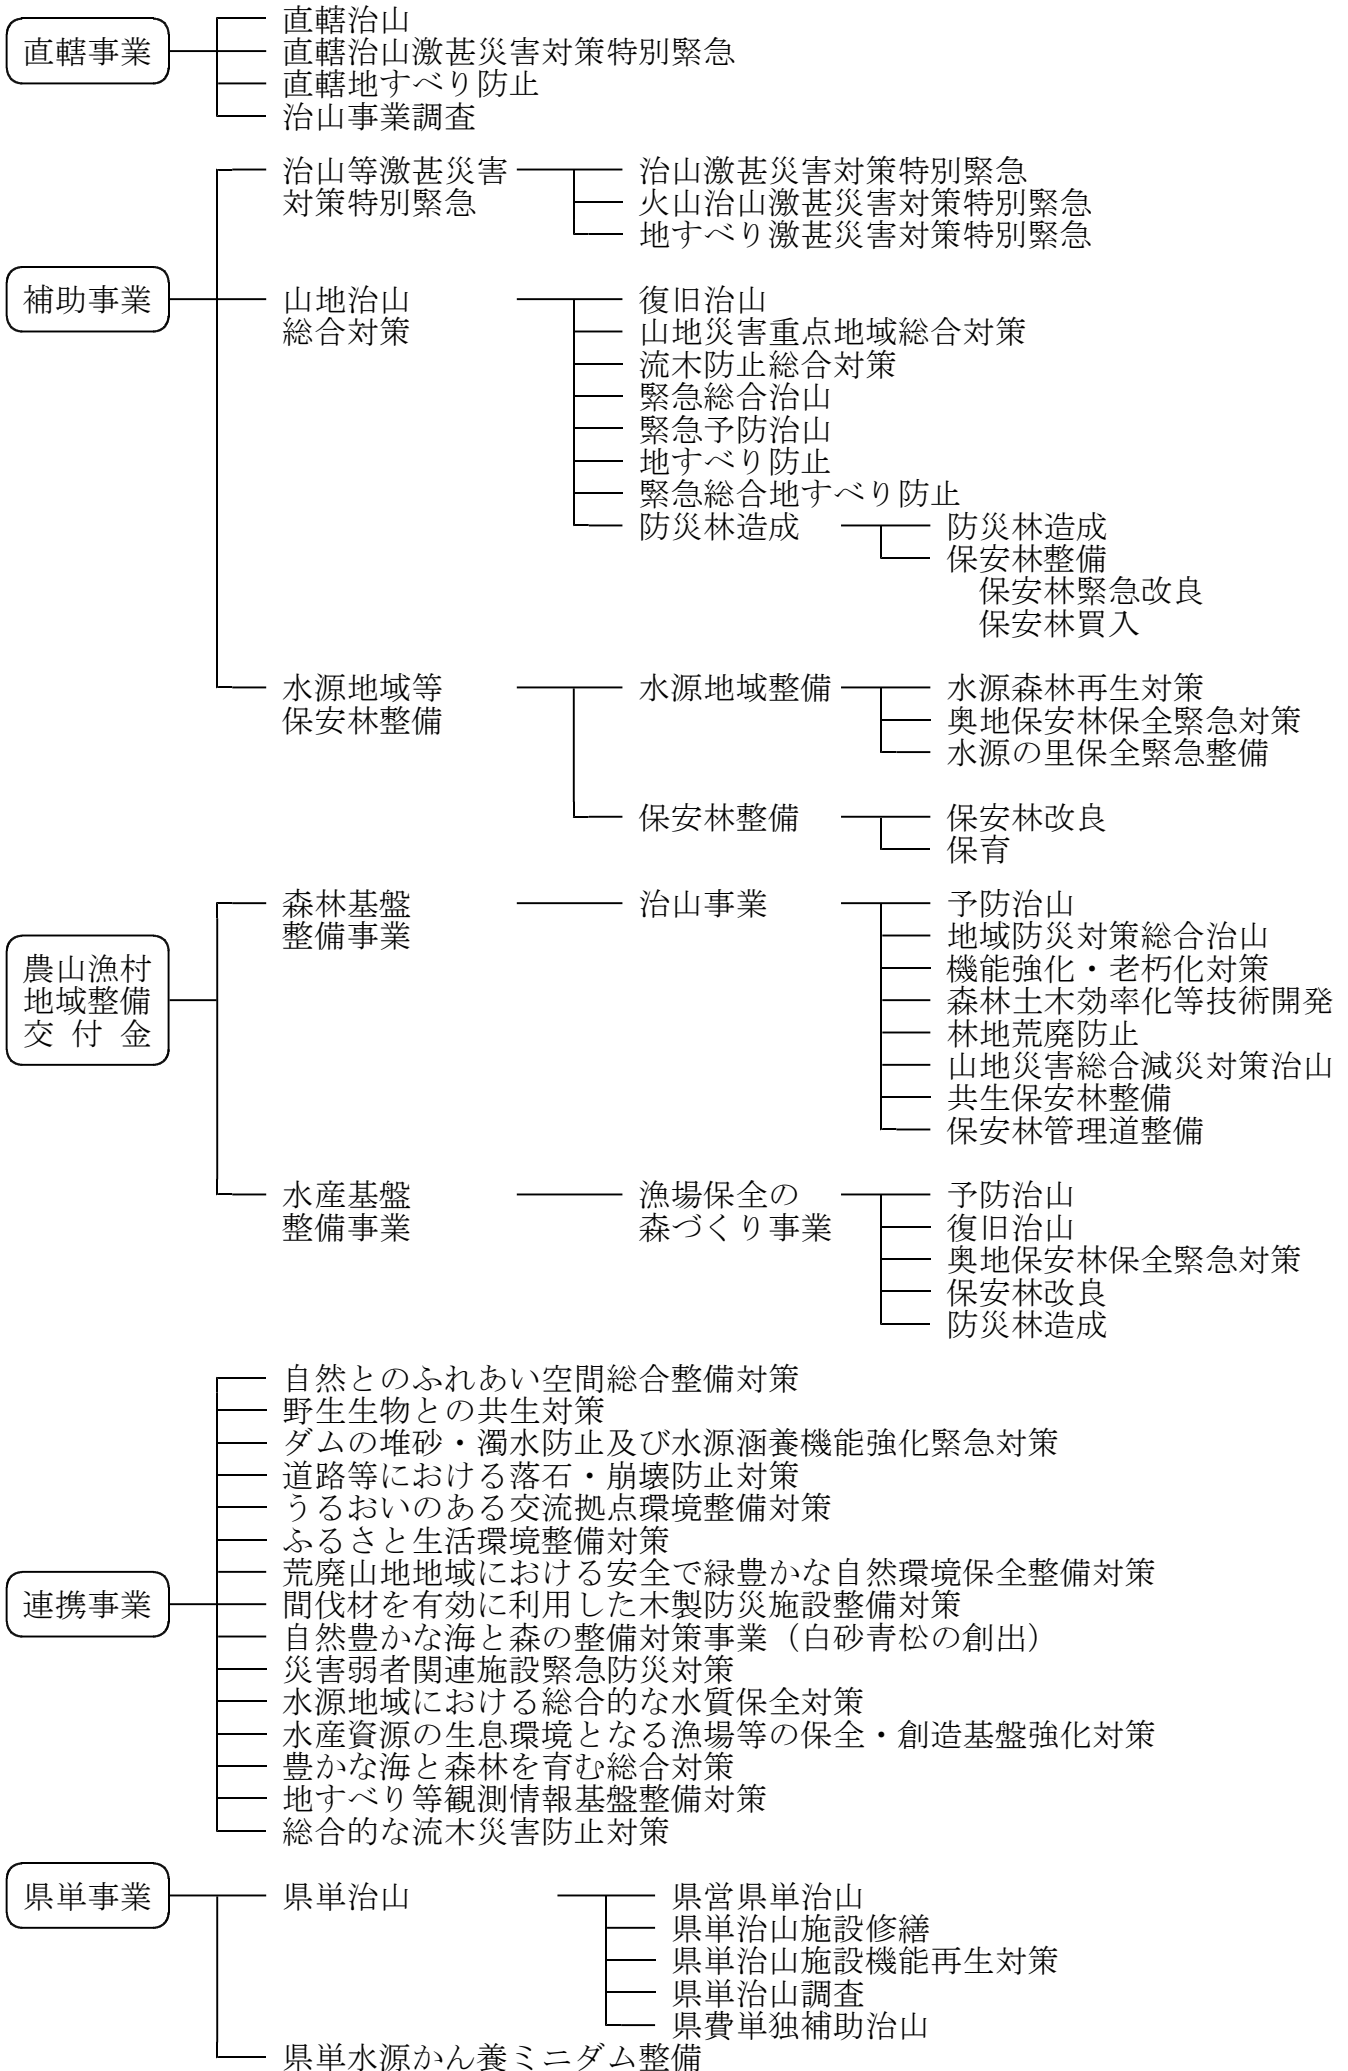 直轄事業
直轄治山
直轄治山激甚災害対策特別緊急
直轄地すべり防止
治山事業調査
補助事業
治山等激甚災害
対策特別緊急
治山激甚災害対策特別緊急
火山治山激甚災害対策特別緊急
地すべり激甚災害対策特別緊急
山地治山
総合対策
復旧治山
山地災害重点地域総合対策
流木防止総合対策
緊急総合治山
緊急予防治山
地すべり防止
緊急総合地すべり防止
防災林造成
防災林造成
保安林整備
保安林緊急改良
保安林買入
水源地域等
保安林整備
水源地域整備
水源森林再生対策
奥地保安林保全緊急対策
水源の里保全緊急整備
保安林整備
保安林改良
保育
農山漁村
地域整備
交 付 金
森林基盤
整備事業
治山事業
予防治山
地域防災対策総合治山
機能強化・老朽化対策
森林土木効率化等技術開発
林地荒廃防止
山地災害総合減災対策治山
共生保安林整備
保安林管理道整備
水産基盤
整備事業
漁場保全の
森づくり事業
予防治山
復旧治山
奥地保安林保全緊急対策
保安林改良
防災林造成
連携事業
自然とのふれあい空間総合整備対策
野生生物との共生対策
ダムの堆砂・濁水防止及び水源涵養機能強化緊急対策
道路等における落石・崩壊防止対策
うるおいのある交流拠点環境整備対策
ふるさと生活環境整備対策
荒廃山地地域における安全で緑豊かな自然環境保全整備対策
間伐材を有効に利用した木製防災施設整備対策
自然豊かな海と森の整備対策事業（白砂青松の創出）
災害弱者関連施設緊急防災対策
水源地域における総合的な水質保全対策
水産資源の生息環境となる漁場等の保全・創造基盤強化対策
豊かな海と森林を育む総合対策
地すべり等観測情報基盤整備対策
総合的な流木災害防止対策
県単事業
県単治山
県営県単治山
県単治山施設修繕
県単治山施設機能再生対策
県単治山調査
県費単独補助治山
県単水源かん養ミニダム整備